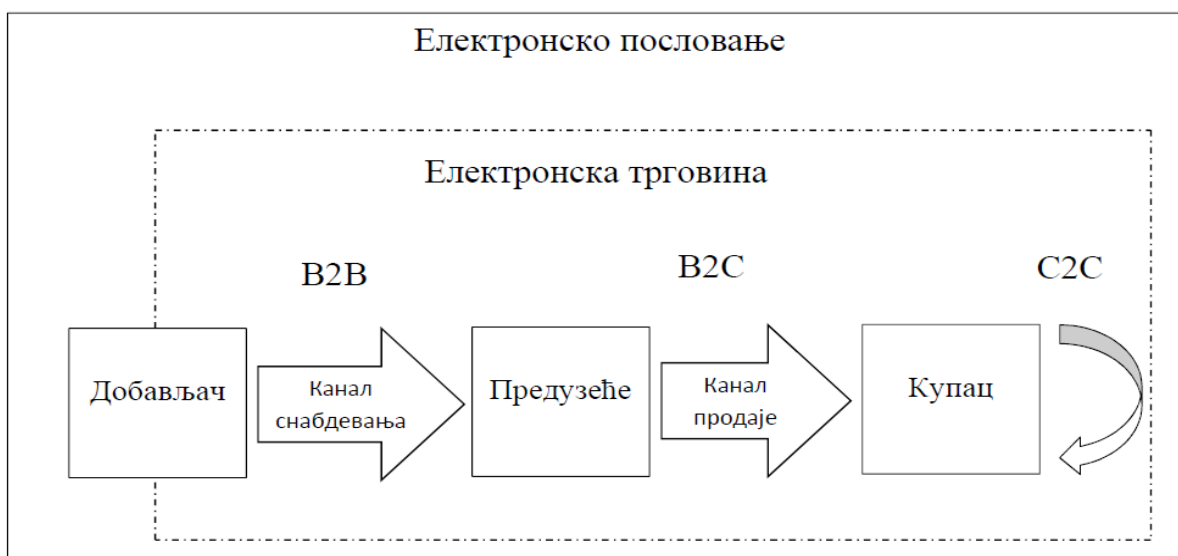 Електронско пословање
Електронска трговина
B2B
B2C
C2C
Добављач
Канал
снабдевања
Предузеће
Канал
продаје
Купац